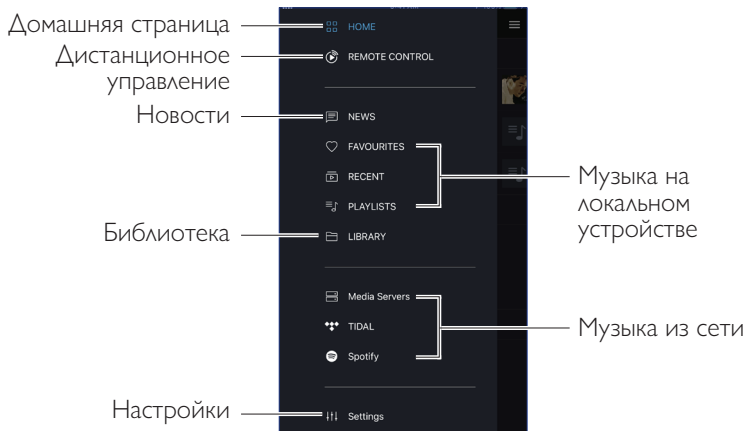 Домашняя страница
Дистанционное
управление
Новости
Библиотека
Настройки
HOME
REMOTE CONTROL
NEWS
FAVOURITES
RECENT
PLAYLISTS
LIBRARY
Media Servers
TIDAL
Spotify
Settings
Музыка на
локальном
устройстве
Музыка из сети